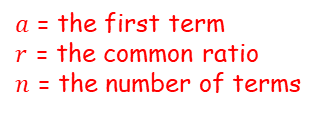 a = the first term
r = the common ratio
n = the number of terms